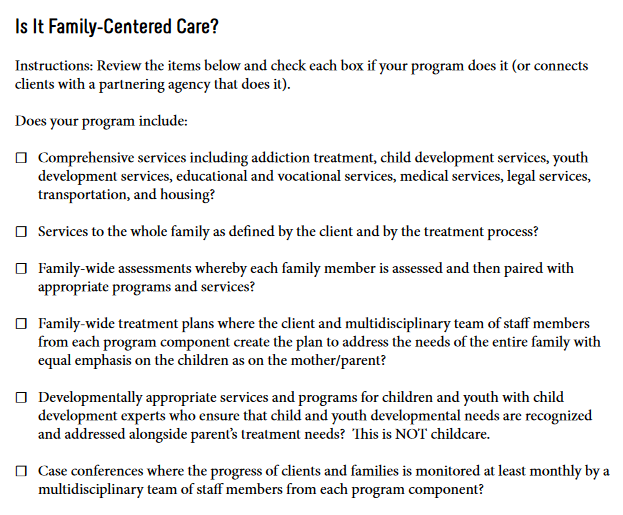 Is It Family-Centered Care?
Instructions: Review the items below and check each box if your program does it (or connects
clients with a partnering agency that does it).
Does your program include:
☐ Comprehensive services including addiction treatment, child development services, youth
development services, educational and vocational services, medical services, legal services,
transportation, and housing?
☐ Services to the whole family as defined by the client and by the treatment process?
☐ Family-wide assessments whereby each family member is assessed and then paired with
appropriate programs and services?
☐ Family-wide treatment plans where the client and multidisciplinary team of staff members
from each program component create the plan to address the needs of the entire family with
equal emphasis on the children as on the mother/parent?
☐ Developmentally appropriate services and programs for children and youth with child
development experts who ensure that child and youth developmental needs are recognized
and addressed alongside parent's treatment needs? This is NOT childcare.
☐ Case conferences where the progress of clients and families is monitored at least monthly by a
multidisciplinary team of staff members from each program component?